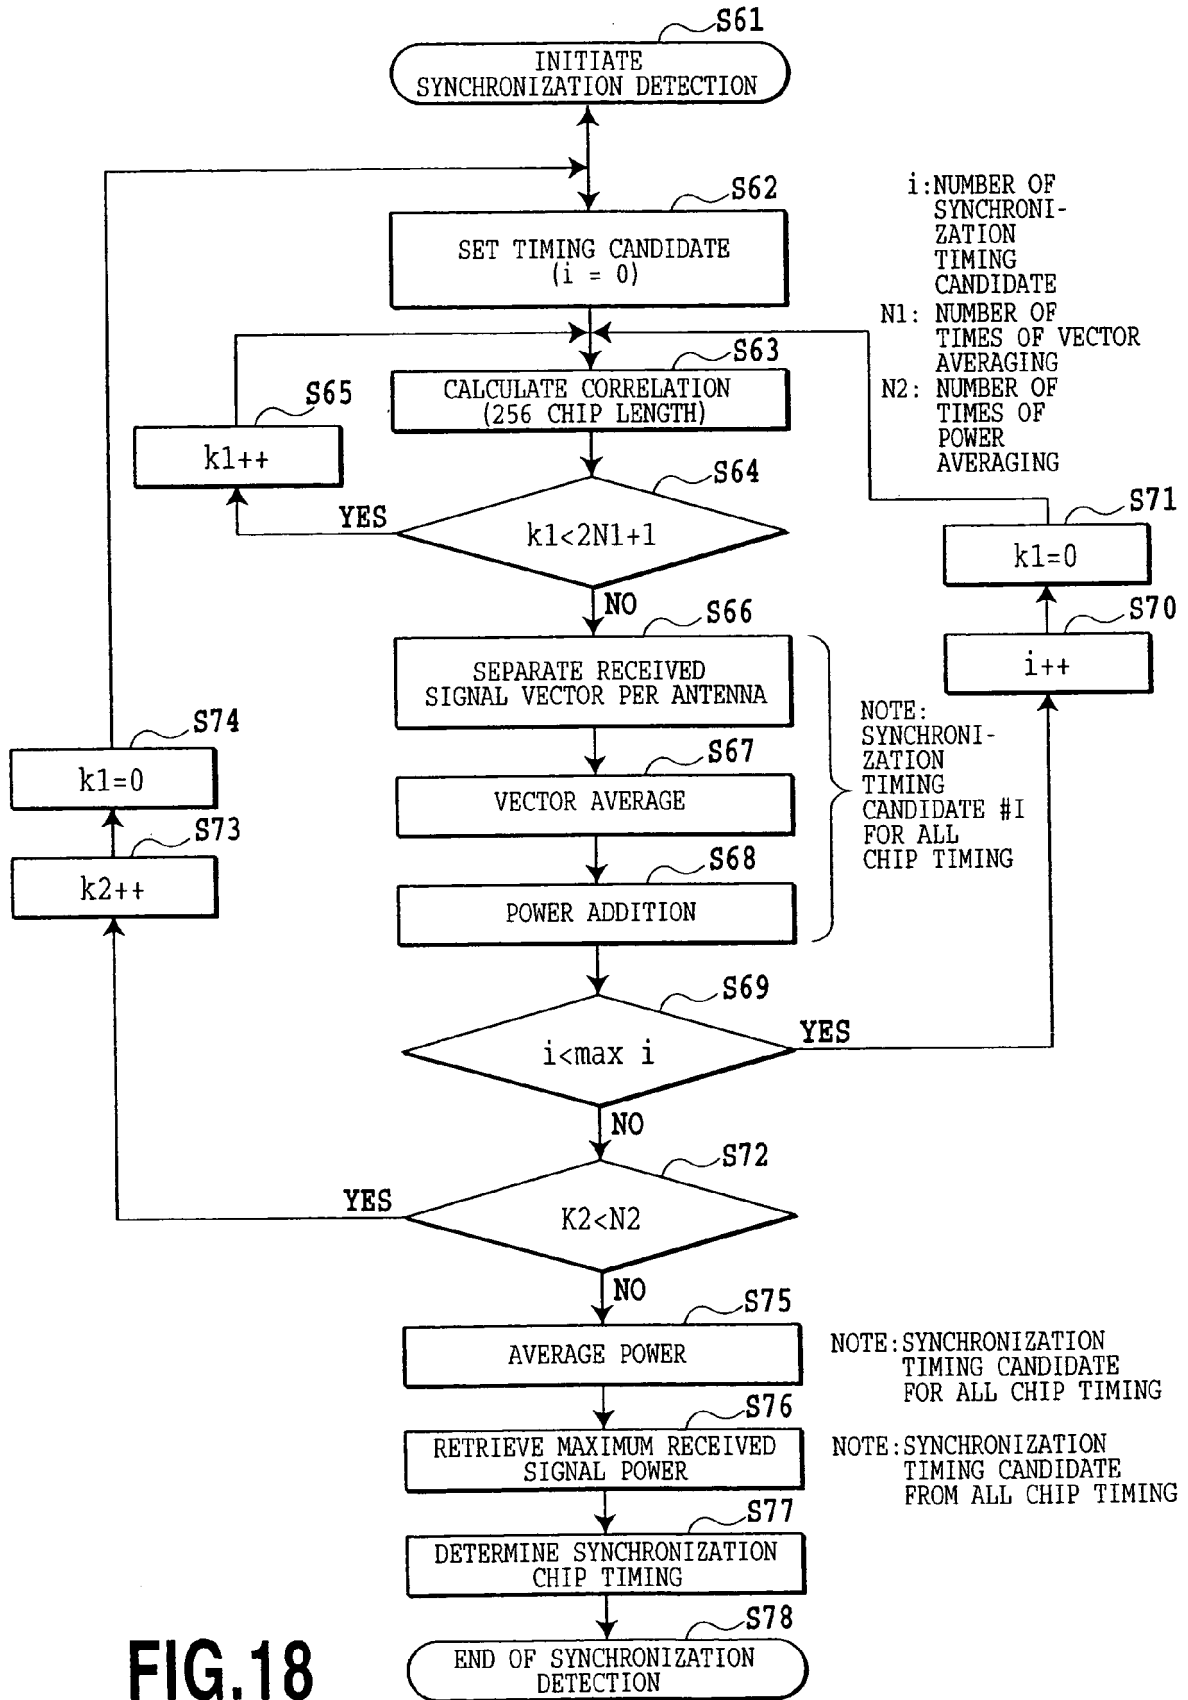 S61
INITIATE
SYNCHRONIZATION DETECTION
S62
SET TIMING CANDIDATE
(i = 0)
i:NUMBER OF
SYNCHRONI-
ZATION
TIMING
CANDIDATE
N1: NUMBER OF
TIMES OF VECTOR
AVERAGING
N2: NUMBER OF
TIMES OF
POWER
AVERAGING
S63
CALCULATE CORRELATION
(256 CHIP LENGTH)
S65
k1++
S64
YES
k1<2N1+1
NO
S71
k1=0
S70
i++
S66
SEPARATE RECEIVED
SIGNAL VECTOR PER ANTENNA
S67
VECTOR AVERAGE
S68
POWER ADDITION
NOTE:
SYNCHRONI-
ZATION
TIMING
CANDIDATE #I
FOR ALL
CHIP TIMING
S74
k1=0
S73
k2++
S69
i<max i
YES
NO
S72
YES
K2<N2
NO
S75
AVERAGE POWER
NOTE:SYNCHRONIZATION
TIMING CANDIDATE
FOR ALL CHIP TIMING
S76
RETRIEVE MAXIMUM RECEIVED
SIGNAL POWER
NOTE:SYNCHRONIZATION
TIMING CANDIDATE
FROM ALL CHIP TIMING
S77
DETERMINE SYNCHRONIZATION
CHIP TIMING
S78
END OF SYNCHRONIZATION
DETECTION
FIG.18